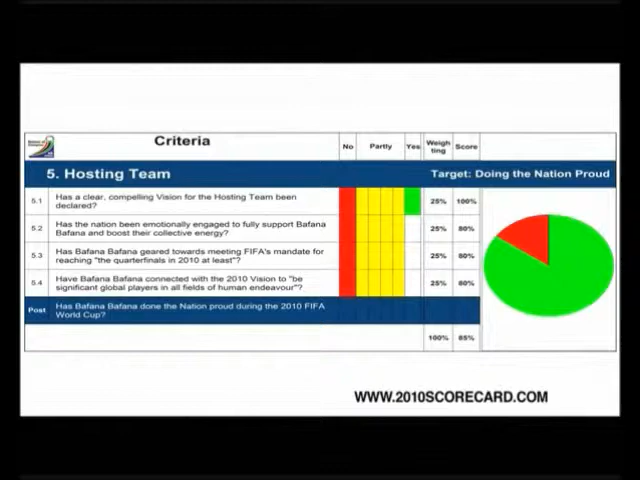 Criteria
No Partly Yes Weigh ting Score
5. Hosting Team Target: Doing the Nation Proud
5.1 Has a clear, compelling Vision for the Hosting Team been
declared? 25% 100%
5.2 Has the nation been emotionally engaged to fully support Bafana
Bafana and boost their collective energy? 25% 80%
5.3 Has Bafana Bafana geared towards meeting FIFA's mandate for
reaching "the quarterfinals in 2010 at least"? 25% 80%
5.4 Have Bafana Bafana connected with the 2010 Vision to "be
significant global players in all fields of human endeavour"? 25% 80%
Post Has Bafana Bafana done the Nation proud during the 2010 FIFA
World Cup?
100% 85%
WWW.2010SCORECARD.COM